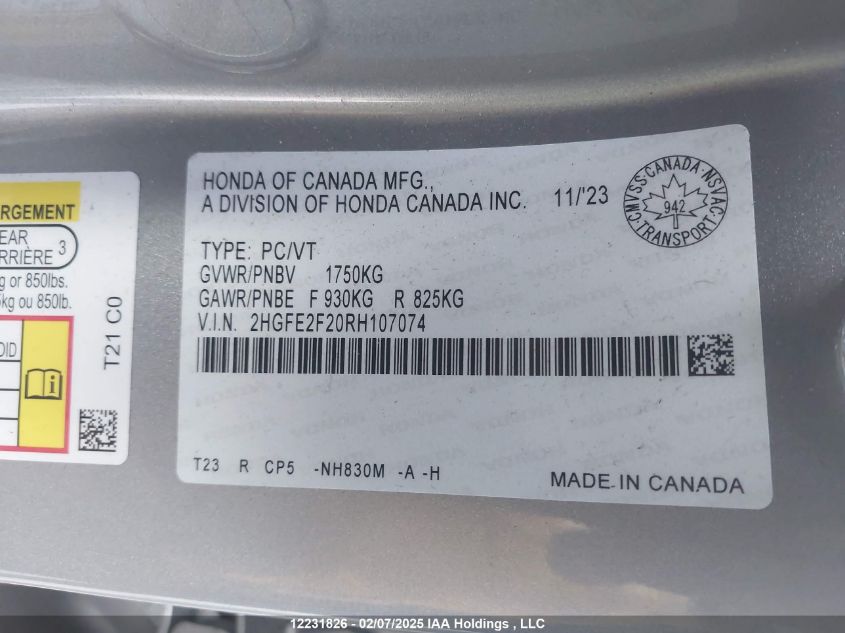 RGEMENT
EAR
RRIÈRE 3
g or 850lbs.
5kg ou 850lb.
OID
T21 C0
HONDA OF CANADA MFG.,
A DIVISION OF HONDA CANADA INC. 11/'23
CMVSS·CANADA·NSVAC·TRANSPORT
942
TYPE: PC/VT
GVWR/PNBV 1750KG
GAWR/PNBE F 930KG R 825KG
V.I.N. 2HGFE2F20RH107074
T23 R CP5 -NH830M -A -H
MADE IN CANADA
12231826 - 02/07/2025 IAA Holdings , LLC